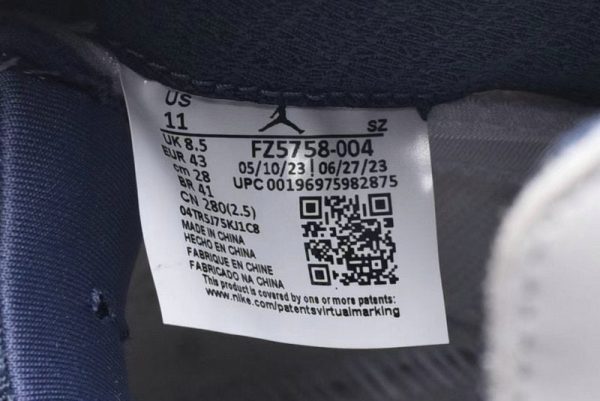 US
11
SZ
UK 8.5
EUR 43
cm 28
BR 41
CN 280(2.5)
FZ5758-004
05/10/23 | 06/27/23
UPC 00196975982875
04TR5J75KJ1C8
MADE IN CHINA
HECHO EN CHINA
FABRIQUE EN CHINE
FABRICADO NA CHINA
This product is covered by one or more patents:
www.nike.com/patentsvirtualmarking